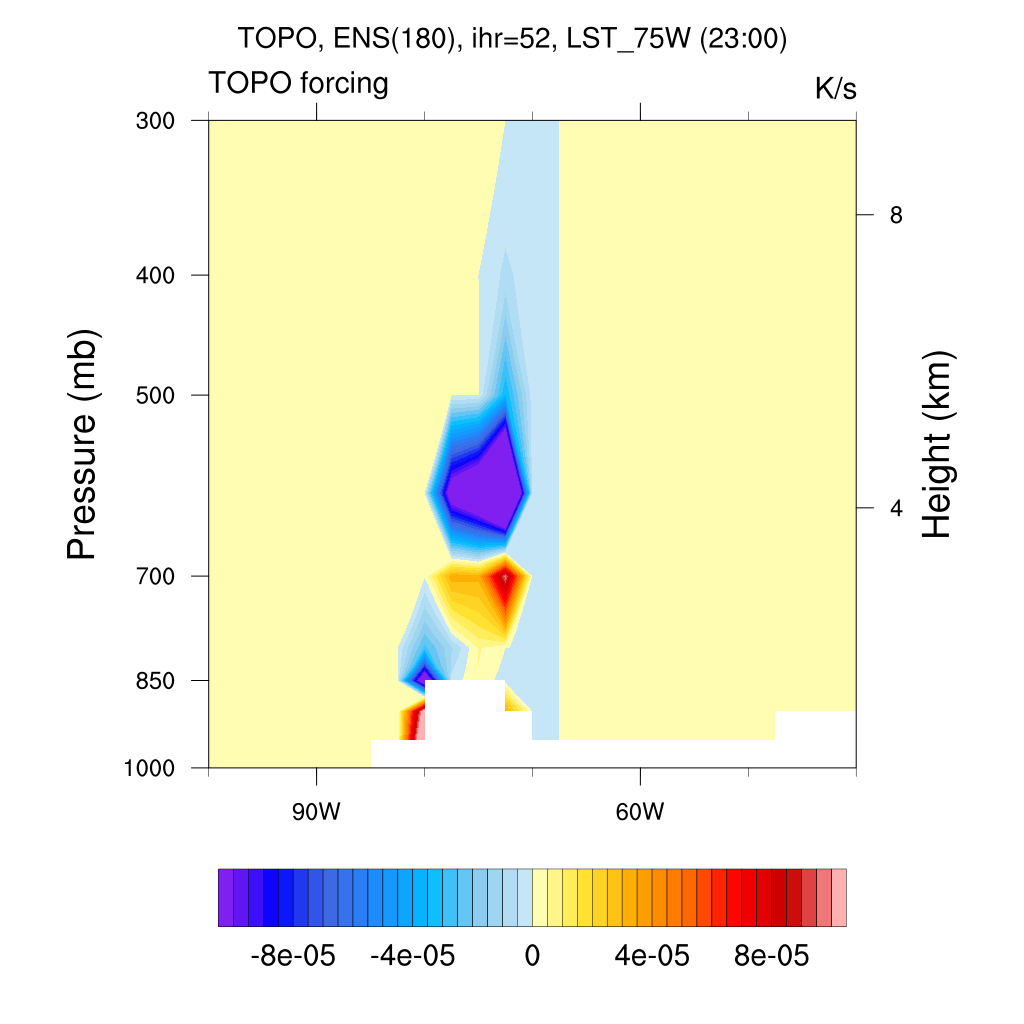 TOPO, ENS(180), ihr=52, LST_75W (23:00)
TOPO forcing
K/s
300
400
500
700
850
1000
Pressure (mb)
8
4
Height (km)
90W
60W
-8e-05
-4e-05
0
4e-05
8e-05